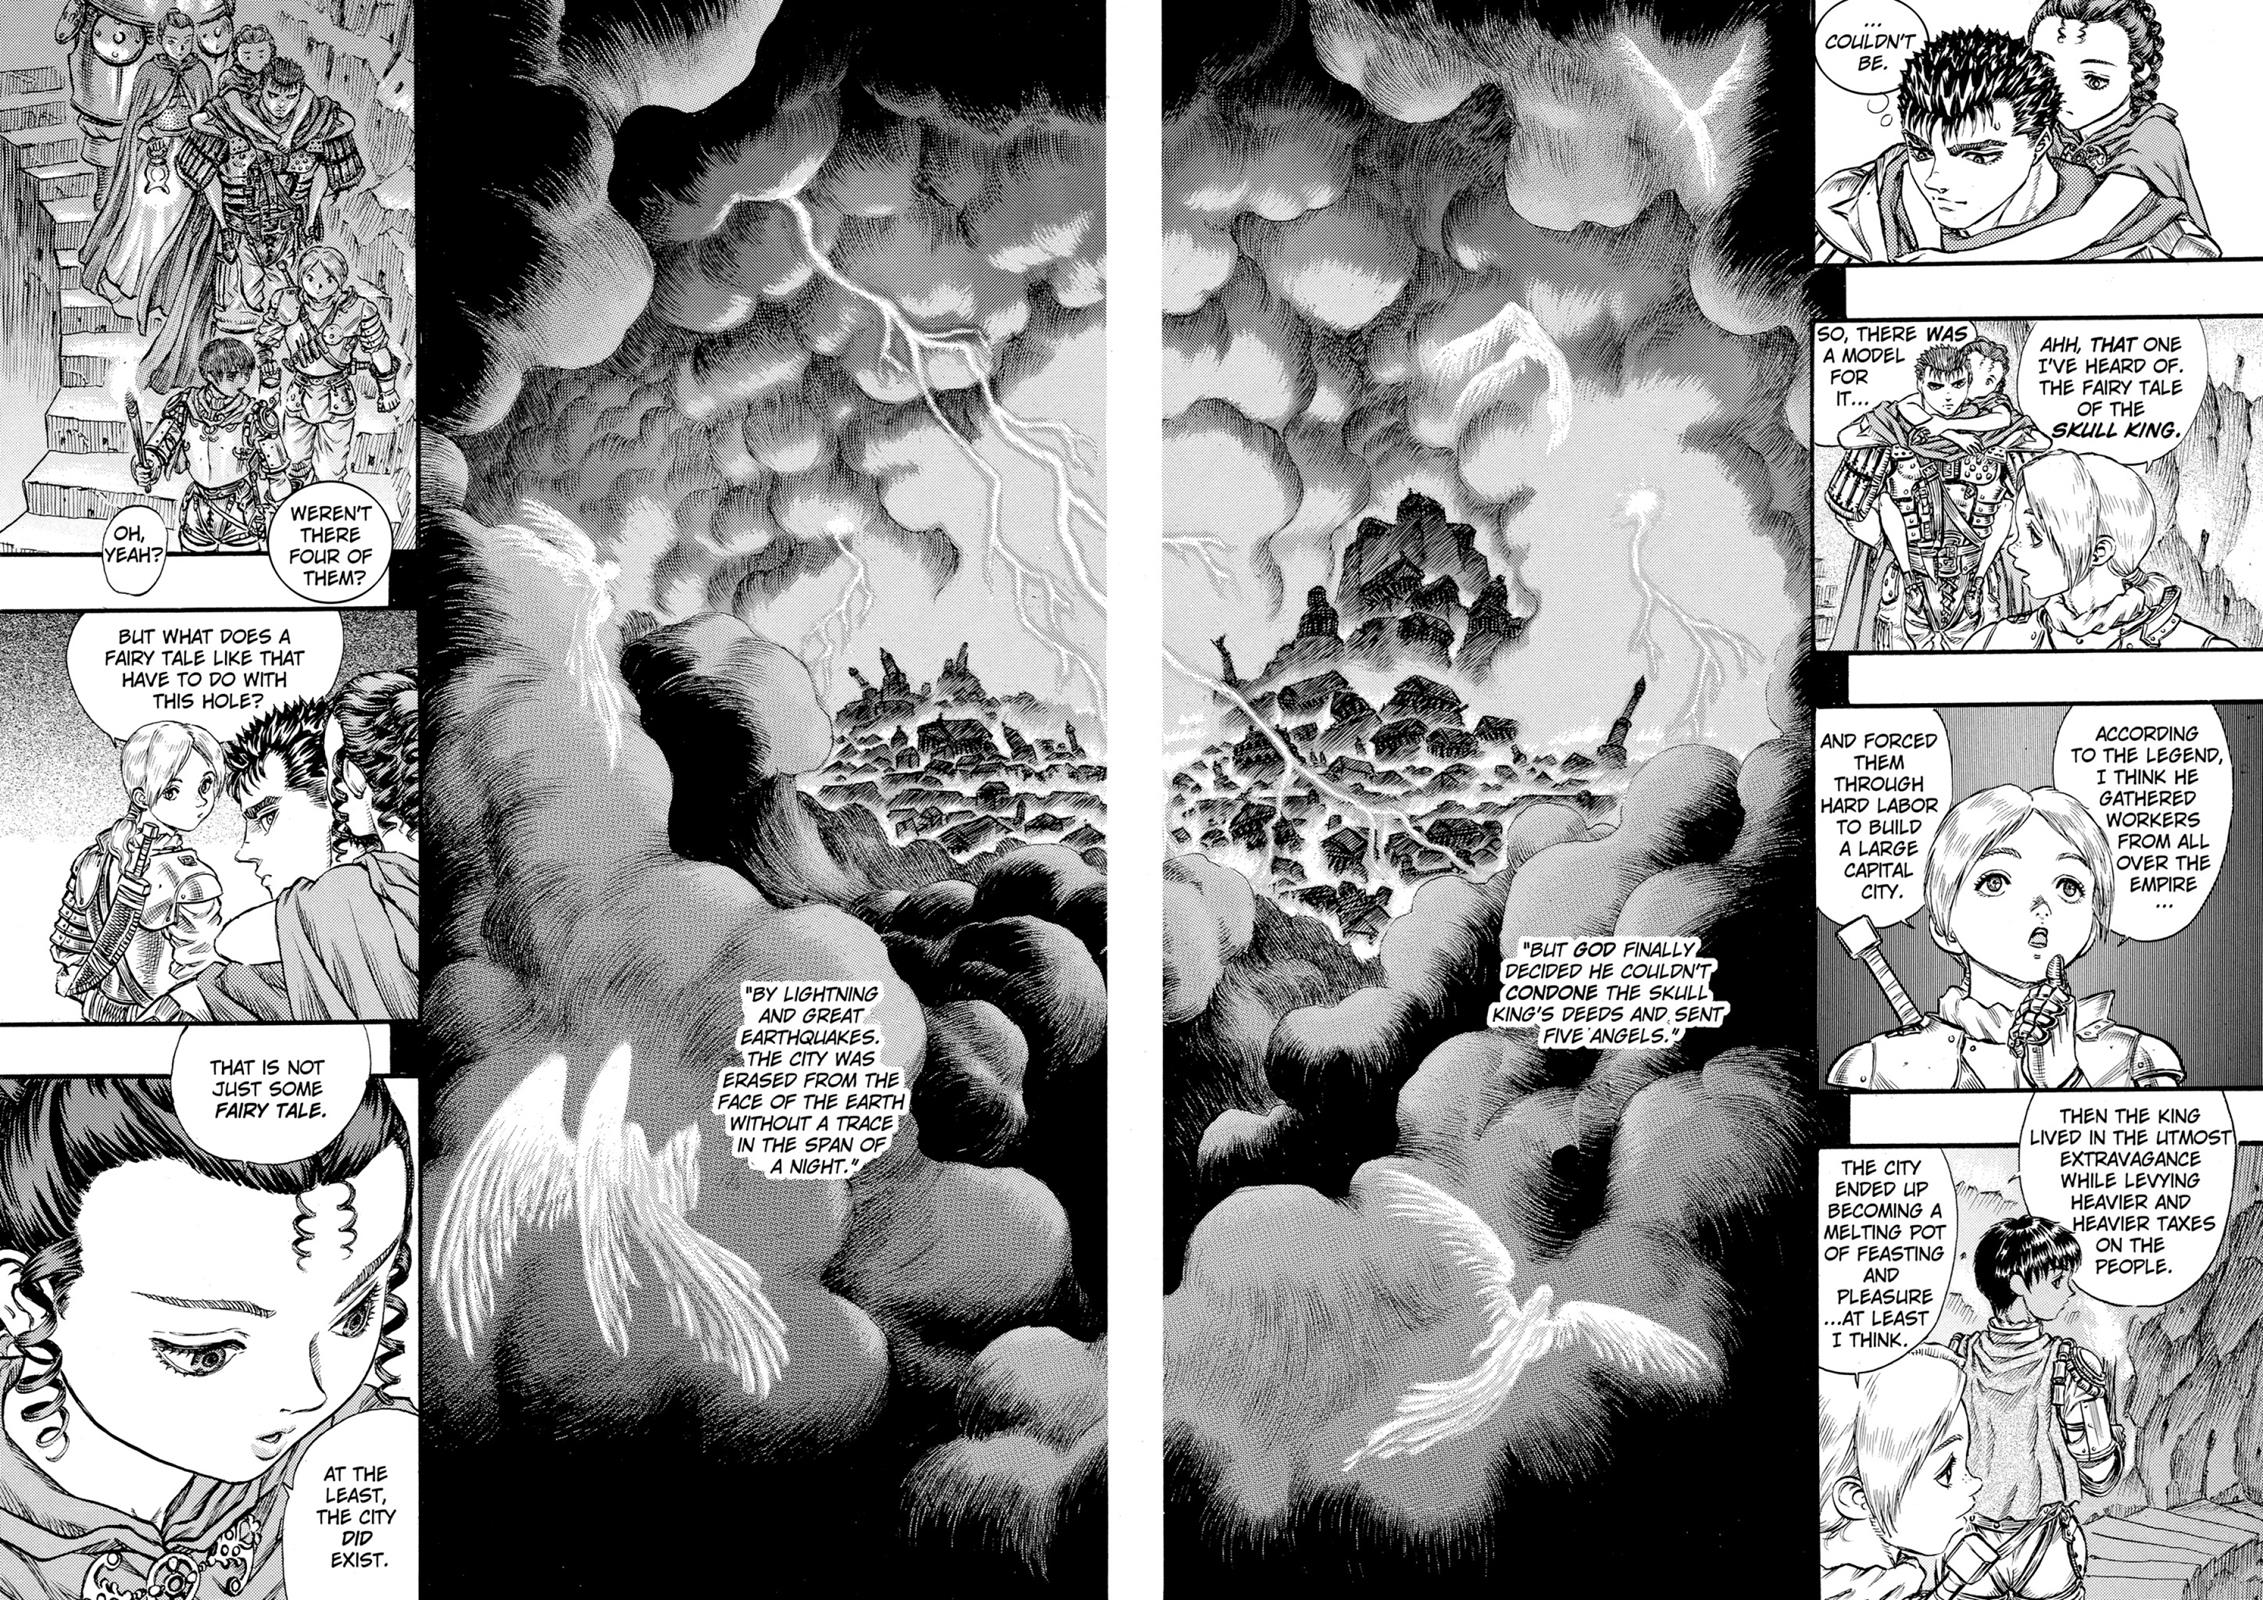 ...
COULDN'T
BE.
AHH, THAT ONE
I'VE HEARD OF.
THE FAIRY TALE
OF THE
SKULL KING.
SO, THERE WAS
A MODEL
FOR
IT...
ACCORDING
TO THE LEGEND,
I THINK HE
GATHERED
WORKERS
FROM ALL
OVER THE
EMPIRE
...
AND FORCED
THEM
THROUGH
HARD LABOR
TO BUILD
A LARGE
CAPITAL
CITY.
THEN THE KING
LIVED IN THE UTMOST
EXTRAVAGANCE
WHILE LEVYING
HEAVIER AND
HEAVIER TAXES
ON THE
PEOPLE.
THE CITY
ENDED UP
BECOMING A
MELTING POT
OF FEASTING
AND
PLEASURE
...AT LEAST
I THINK.
"BUT GOD FINALLY
DECIDED HE COULDN'T
CONDONE THE SKULL
KING'S DEEDS AND SENT
FIVE ANGELS."
"BY LIGHTNING
AND GREAT
EARTHQUAKES.
THE CITY WAS
ERASED FROM THE
FACE OF THE EARTH
WITHOUT A TRACE
IN THE SPAN OF
A NIGHT."
WEREN'T
THERE
FOUR OF
THEM?
OH,
YEAH?
BUT WHAT DOES A
FAIRY TALE LIKE THAT
HAVE TO DO WITH
THIS HOLE?
THAT IS NOT
JUST SOME
FAIRY TALE.
AT THE
LEAST,
THE CITY
DID
EXIST.